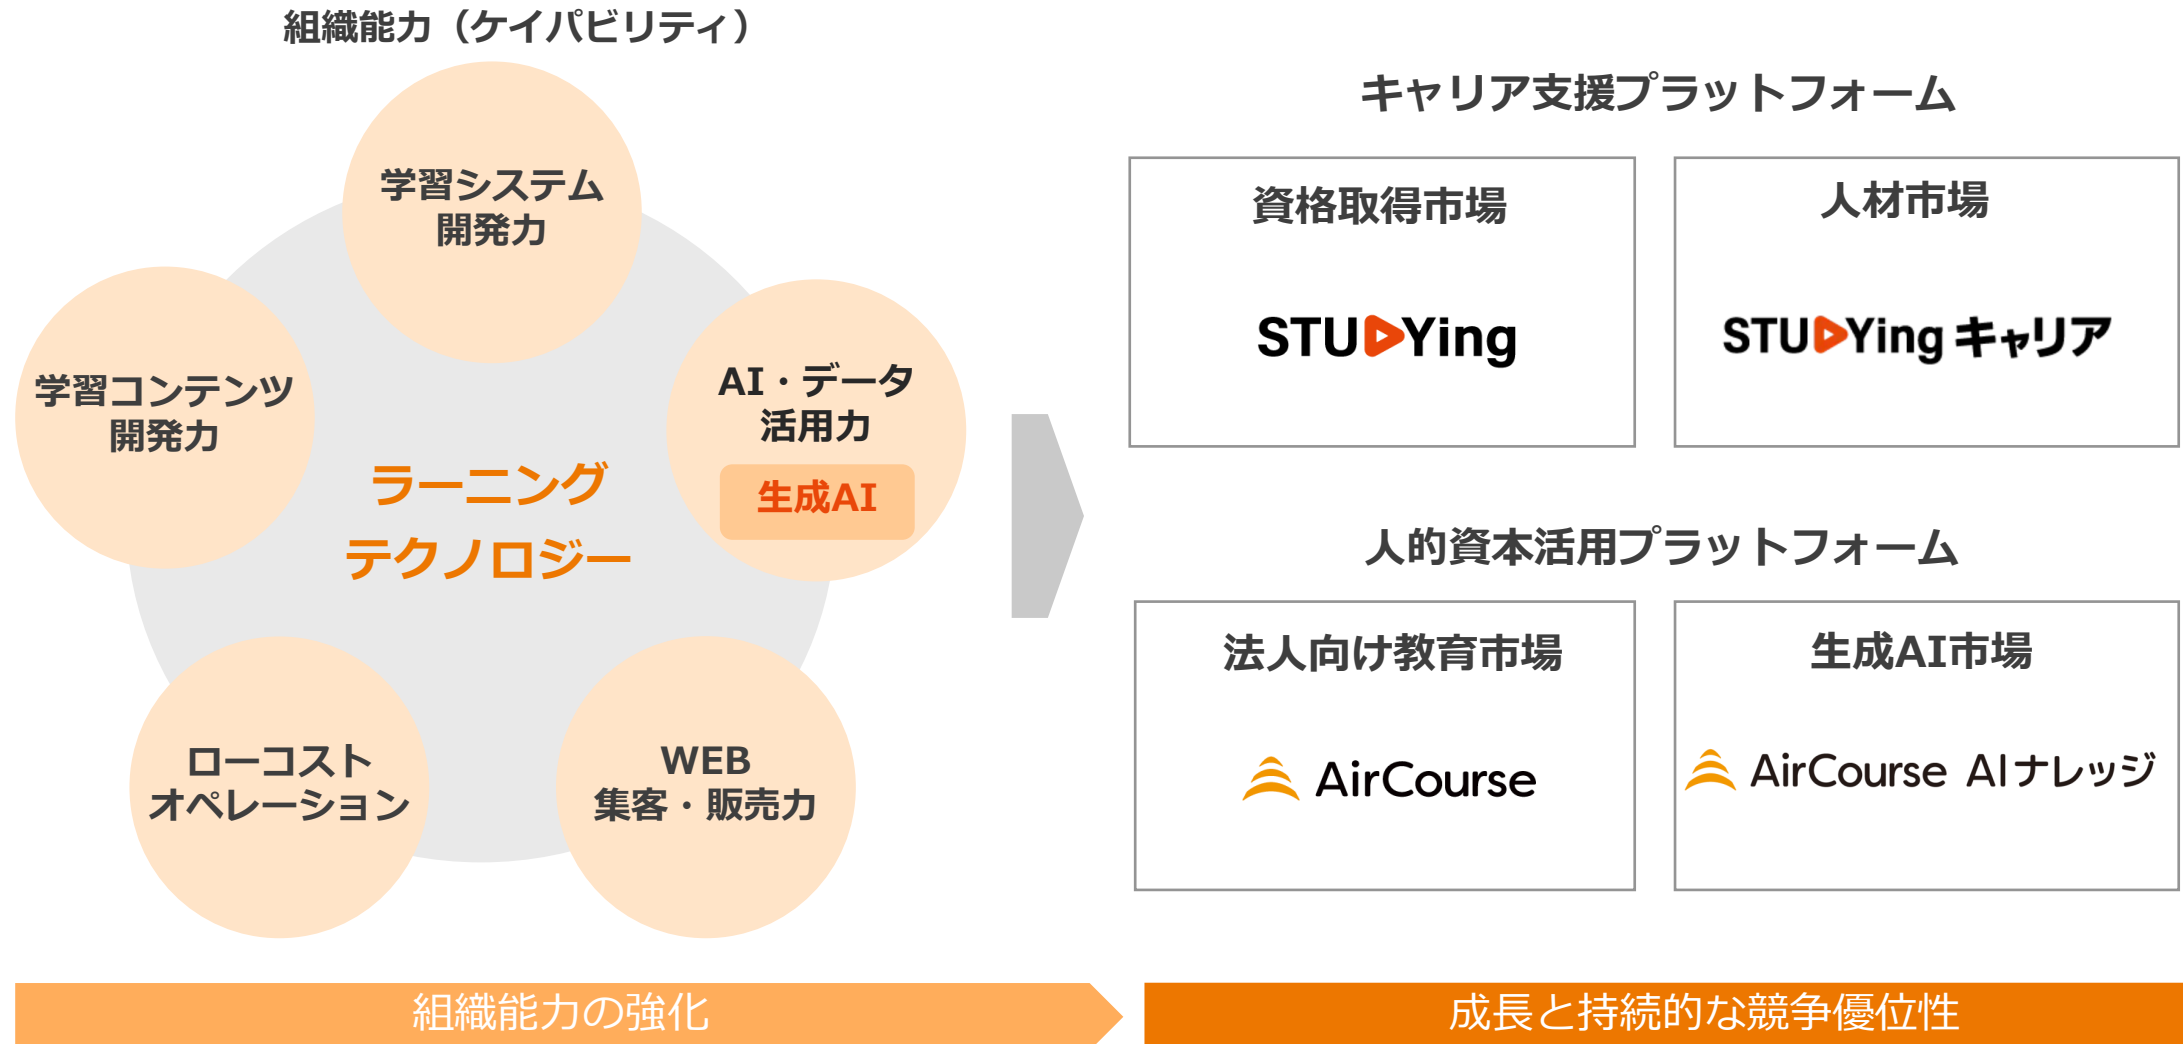 組織能力（ケイパビリティ）
学習システム
開発力
学習コンテンツ
開発力
AI・データ
活用力
生成AI
ラーニング
テクノロジー
ローコスト
オペレーション
WEB
集客・販売力
キャリア支援プラットフォーム
資格取得市場
STUDYing
人材市場
STUDYing キャリア
人的資本活用プラットフォーム
法人向け教育市場
AirCourse
生成AI市場
AirCourse AIナレッジ
組織能力の強化
成長と持続的な競争優位性